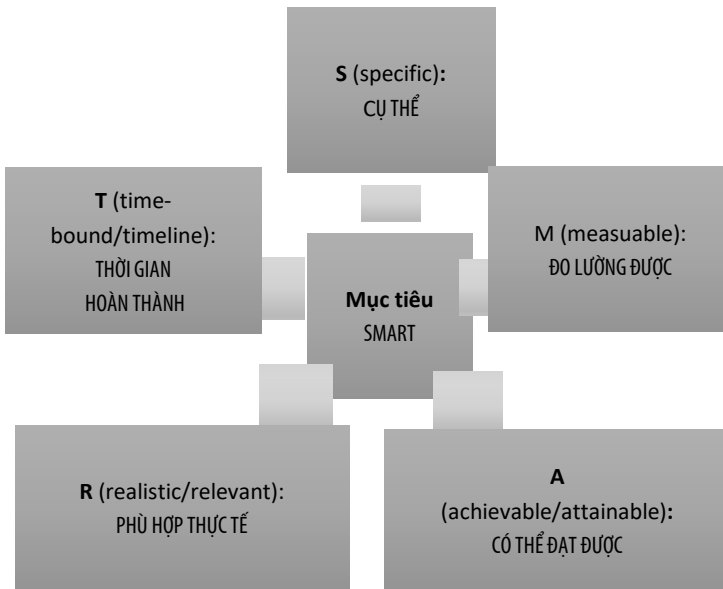 S (specific):
CỤ THỂ
T (time-
bound/timeline):
THỜI GIAN
HOÀN THÀNH
M (measuable):
ĐO LƯỜNG ĐƯỢC
Mục tiêu
SMART
R (realistic/relevant):
PHÙ HỢP THỰC TẾ
A
(achievable/attainable):
CÓ THỂ ĐẠT ĐƯỢC